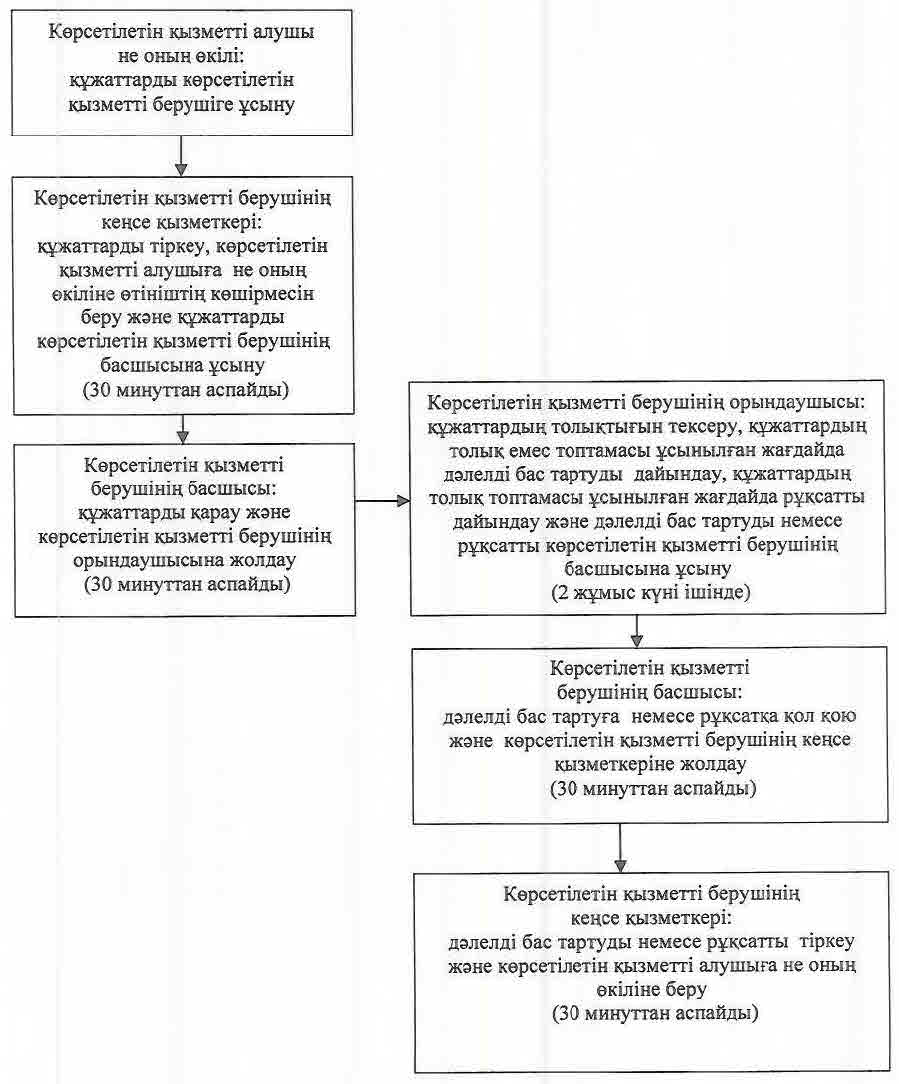 Көрсетілетін қызметті алушы
не оның өкілі:
құжаттарды көрсетілетін
қызметті берушіге ұсыну
Көрсетілетін қызметті берушінің
кеңсе қызметкері:
құжаттарды тіркеу, көрсетілетін
қызметті алушыға не оның
өкіліне өтініштің көшірмесін
беру және құжаттарды
көрсетілетін қызметті берушінің
басшысына ұсыну
(30 минуттан аспайды)
Көрсетілетін қызметті
берушінің басшысы:
құжаттарды қарау және
көрсетілетін қызметті берушінің
орындаушысына жолдау
(30 минуттан аспайды)
Көрсетілетін қызметті берушінің орындаушысы:
құжаттардың толықтығын тексеру, құжаттардың
толық емес топтамасы ұсынылған жағдайда
дәлелді бас тартуды дайындау, құжаттардың
толық топтамасы ұсынылған жағдайда рұқсатты
дайындау және дәлелді бас тартуды немесе
рұқсатты көрсетілетін қызметті берушінің
басшысына ұсыну
(2 жұмыс күні ішінде)
Көрсетілетін қызметті
берушінің басшысы:
дәлелді бас тартуға немесе рұқсатқа қол қою
және көрсетілетін қызметті берушінің кеңсе
қызметкеріне жолдау
(30 минуттан аспайды)
Көрсетілетін қызметті берушінің
кеңсе қызметкері:
дәлелді бас тартуды немесе рұқсатты тіркеу
және көрсетілетін қызметті алушыға не оның
өкіліне беру
(30 минуттан аспайды)